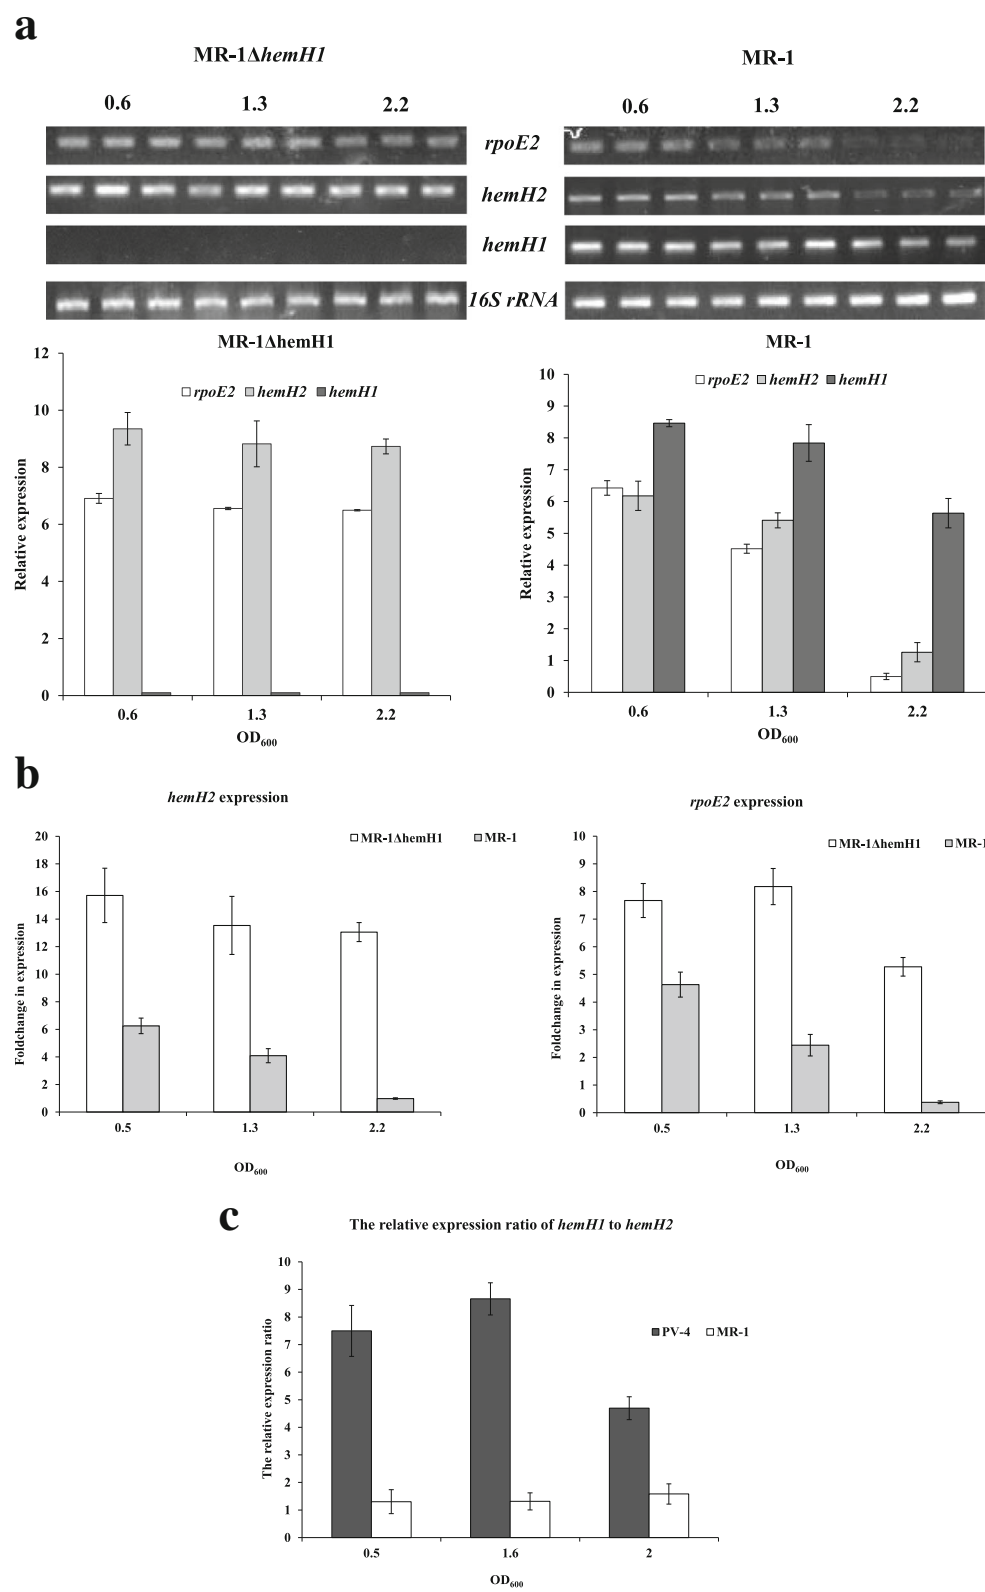 a
MR-1ΔhemH1
MR-1
0.6 1.3 2.2
0.6 1.3 2.2
rpoE2
hemH2
hemH1
16S rRNA
MR-1ΔhemH1
rpoE2 hemH2 hemH1
Relative expression
12
10
8
6
4
2
0
0.6 1.3 2.2
OD600
MR-1
rpoE2 hemH2 hemH1
Relative expression
10
9
8
7
6
5
4
3
2
1
0
0.6 1.3 2.2
OD600
b
hemH2 expression
MR-1ΔhemH1 MR-1
Foldchange in expression
20
18
16
14
12
10
8
6
4
2
0
0.5 1.3 2.2
OD600
rpoE2 expression
MR-1ΔhemH1 MR-1
Foldchange in expression
10
9
8
7
6
5
4
3
2
1
0
0.5 1.3 2.2
OD600
c
The relative expression ratio of hemH1 to hemH2
PV-4 MR-1
The relative expression ratio
10
9
8
7
6
5
4
3
2
1
0
0.5 1.6 2
OD600